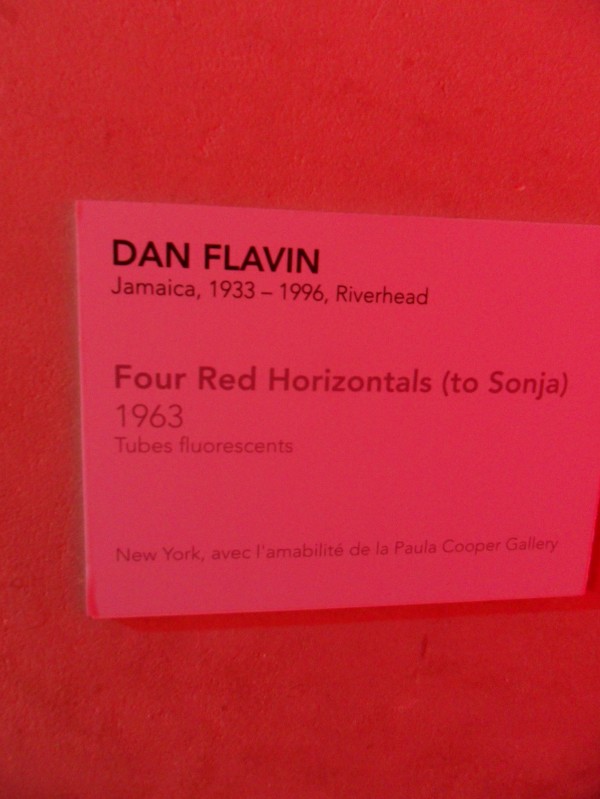 DAN FLAVIN
Jamaica, 1933 – 1996, Riverhead
Four Red Horizontals (to Sonja)
1963
Tubes fluorescents
New York, avec l'amabilité de la Paula Cooper Gallery